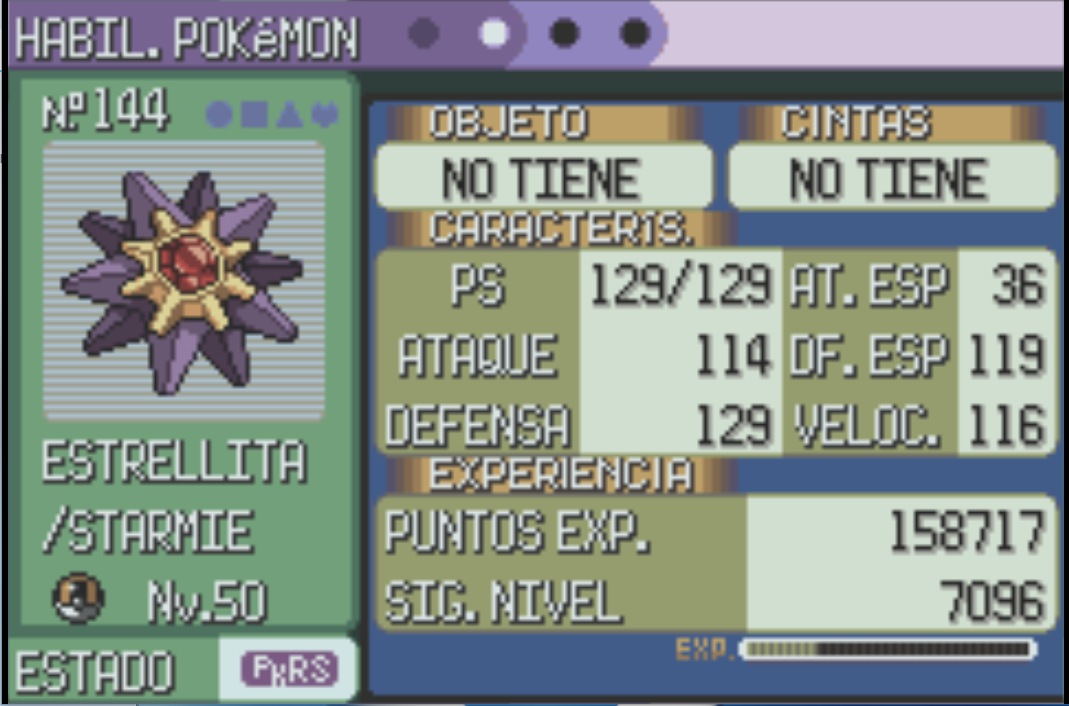 HABIL. POKéMON
Nº144
ESTRELLITA
/STARMIE
Nv.50
ESTADO PKRS
OBJETO CINTAS
NO TIENE NO TIENE
CARACTERÍS.
PS 129/129 AT. ESP 36
ATAQUE 114 DF. ESP 119
DEFENSA 129 VELOC. 116
EXPERIENCIA
PUNTOS EXP. 158717
SIG. NIVEL 7096
EXP.